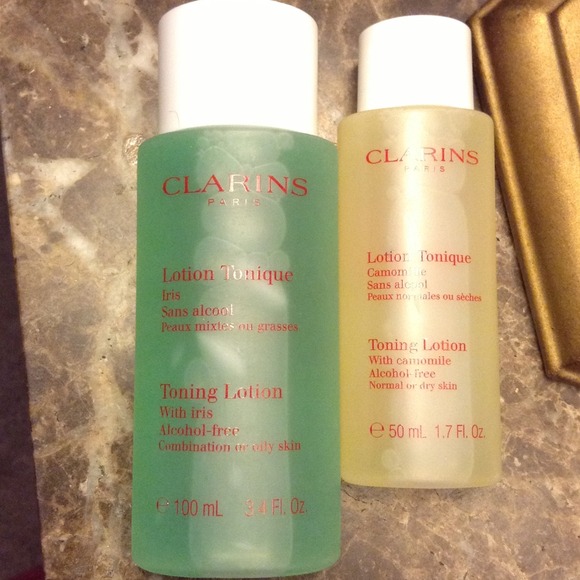 CLARINS
PARIS
Lotion Tonique
Iris
Sans alcool
Peaux mixtes ou grasses
Toning Lotion
With iris
Alcohol-free
Combination or oily skin
℮ 100 mL 3.4 Fl. Oz.
CLARINS
PARIS
Lotion Tonique
Camomille
Sans alcool
Peaux normales ou sèches
Toning Lotion
With camomile
Alcohol-free
Normal or dry skin
℮ 50 mL 1.7 Fl. Oz.